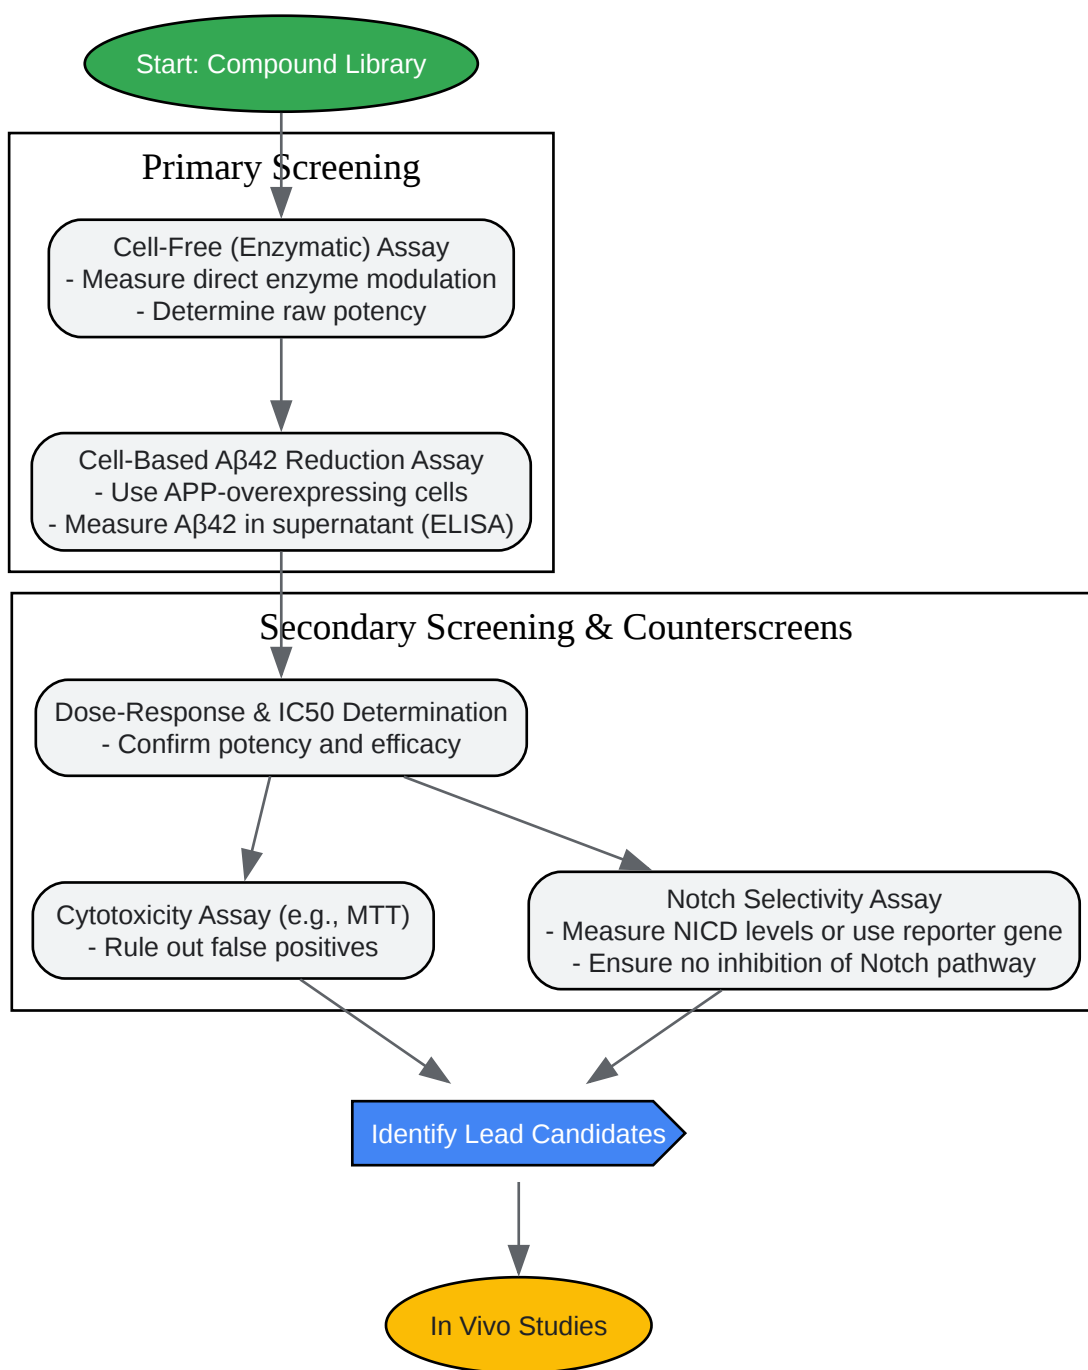 Start: Compound Library
Primary Screening
Cell-Free (Enzymatic) Assay
- Measure direct enzyme modulation
- Determine raw potency
Cell-Based Aβ42 Reduction Assay
- Use APP-overexpressing cells
- Measure Aβ42 in supernatant (ELISA)
Secondary Screening & Counterscreens
Dose-Response & IC50 Determination
- Confirm potency and efficacy
Cytotoxicity Assay (e.g., MTT)
- Rule out false positives
Notch Selectivity Assay
- Measure NICD levels or use reporter gene
- Ensure no inhibition of Notch pathway
Identify Lead Candidates
In Vivo Studies